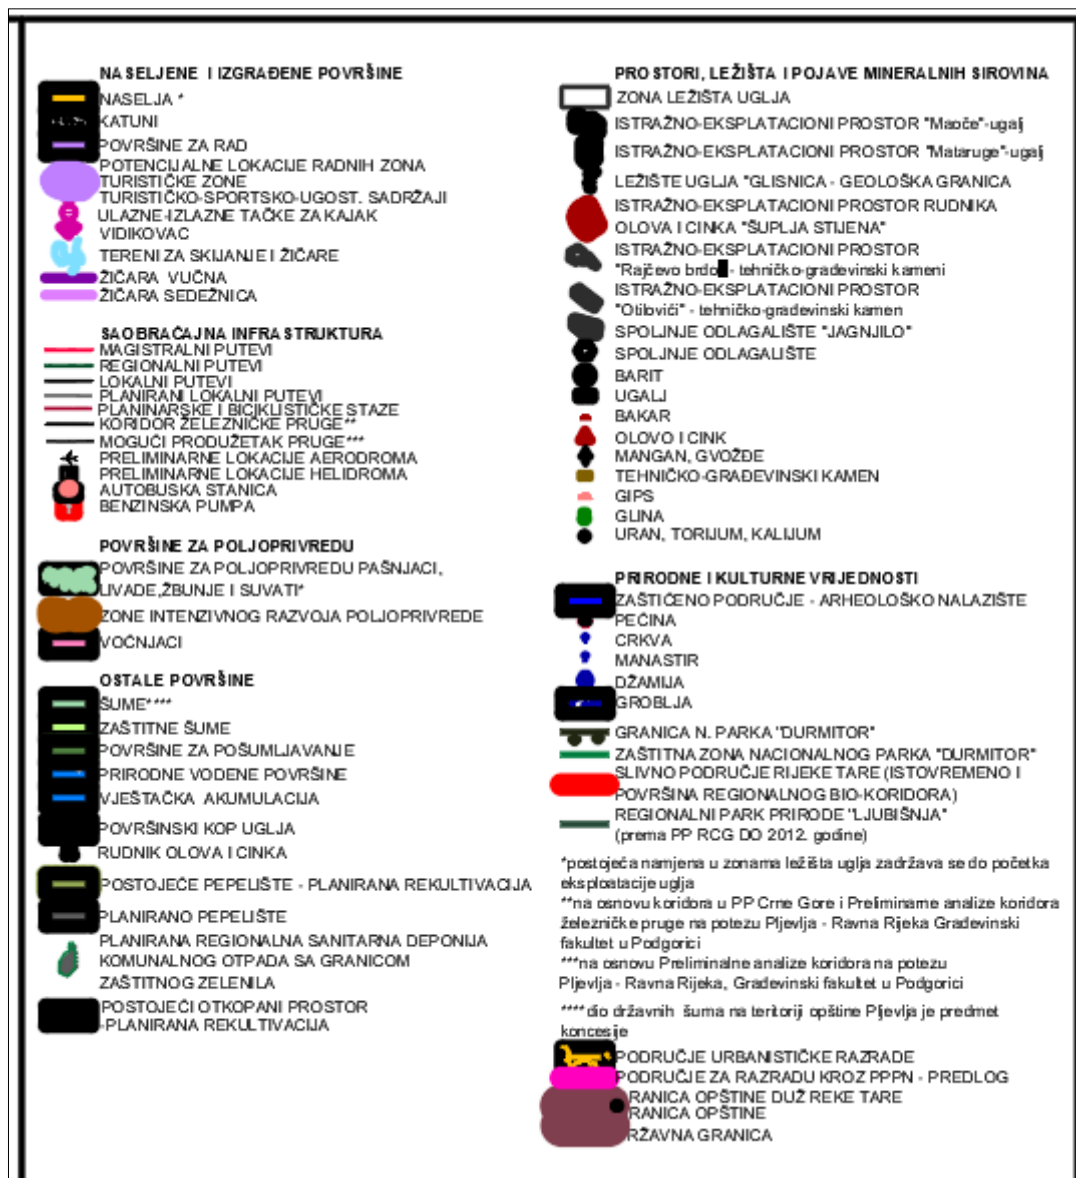 NASELJENE I IZGRAĐENE POVRŠINE
NASELJA *
KATUNI
POVRŠINE ZA RAD
POTENCIJALNE LOKACIJE RADNIH ZONA
TURISTIČKE ZONE
TURISTIČKO-SPORTSKO-UGOST. SADRŽAJI
ULAZNE-IZLAZNE TAČKE ZA KAJAK
VIDIKOVAC
TERENI ZA SKIJANJE I ŽIČARE
ŽIČARA VUČNA
ŽIČARA SEDEŽNICA
SAOBRAĆAJNA INFRASTRUKTURA
MAGISTRALNI PUTEVI
REGIONALNI PUTEVI
LOKALNI PUTEVI
PLANIRANI LOKALNI PUTEVI
PLANINARSKE I BICIKLISTIČKE STAZE
KORIDOR ŽELEZNIČKE PRUGE**
MOGUĆI PRODUŽETAK PRUGE***
PRELIMINARNE LOKACIJE AERODROMA
PRELIMINARNE LOKACIJE HELIDROMA
AUTOBUSKA STANICA
BENZINSKA PUMPA
POVRŠINE ZA POLJOPRIVREDU
POVRŠINE ZA POLJOPRIVREDU PAŠNJACI,
LIVADE,ŽBUNJE I SUVATI*
ZONE INTENZIVNOG RAZVOJA POLJOPRIVREDE
VOĆNJACI
OSTALE POVRŠINE
ŠUME****
ZAŠTITNE ŠUME
POVRŠINE ZA POŠUMLJAVANJE
PRIRODNE VODENE POVRŠINE
VJEŠTAČKA AKUMULACIJA
POVRŠINSKI KOP UGLJA
RUDNIK OLOVA I CINKA
POSTOJEĆE PEPELIŠTE - PLANIRANA REKULTIVACIJA
PLANIRANO PEPELIŠTE
PLANIRANA REGIONALNA SANITARNA DEPONIJA
KOMUNALNOG OTPADA SA GRANICOM
ZAŠTITNOG ZELENILA
POSTOJEĆI OTKOPANI PROSTOR
-PLANIRANA REKULTIVACIJA
PROSTORI, LEŽIŠTA I POJAVE MINERALNIH SIROVINA
ZONA LEŽIŠTA UGLJA
ISTRAŽNO-EKSPLATACIONI PROSTOR "Maoče"-ugalj
ISTRAŽNO-EKSPLATACIONI PROSTOR "Mataruge"-ugalj
LEŽIŠTE UGLJA "GLISNICA - GEOLOŠKA GRANICA
ISTRAŽNO-EKSPLATACIONI PROSTOR RUDNIKA
OLOVA I CINKA "ŠUPLJA STIJENA"
ISTRAŽNO-EKSPLATACIONI PROSTOR
"Rajčevo brdo - tehničko-građevinski kameni
ISTRAŽNO-EKSPLATACIONI PROSTOR
"Otilovići" - tehničko-građevinski kamen
SPOLJNJE ODLAGALIŠTE "JAGNJILO"
SPOLJNJE ODLAGALIŠTE
BARIT
UGALJ
BAKAR
OLOVO I CINK
MANGAN, GVOŽĐE
TEHNIČKO-GRAĐEVINSKI KAMEN
GIPS
GLINA
URAN, TORIJUM, KALIJUM
PRIRODNE I KULTURNE VRIJEDNOSTI
ZAŠTIĆENO PODRUČJE - ARHEOLOŠKO NALAZIŠTE
PEĆINA
CRKVA
MANASTIR
DŽAMIJA
GROBLJA
GRANICA N. PARKA "DURMITOR"
ZAŠTITNA ZONA NACIONALNOG PARKA "DURMITOR"
SLIVNO PODRUČJE RIJEKE TARE (ISTOVREMENO I
POVRŠINA REGIONALNOG BIO-KORIDORA)
REGIONALNI PARK PRIRODE "LJUBIŠNJA"
(prema PP RCG DO 2012. godine)
*postojeća namjena u zonama ležišta uglja zadržava se do početka
eksploatacije uglja
**na osnovu koridora u PP Crne Gore i Preliminarne analize koridora
železničke pruge na potezu Pljevlja - Ravna Rijeka Građevinski
fakultet u Podgorici
***na osnovu Preliminalne analize koridora na potezu
Pljevlja - Ravna Rijeka, Građevinski fakultet u Podgorici
****dio državnih šuma na teritoriji opštine Pljevlja je predmet
koncesije
PODRUČJE URBANISTIČKE RAZRADE
PODRUČJE ZA RAZRADU KROZ PPPN - PREDLOG
RANICA OPŠTINE DUŽ REKE TARE
RANICA OPŠTINE
RŽAVNA GRANICA